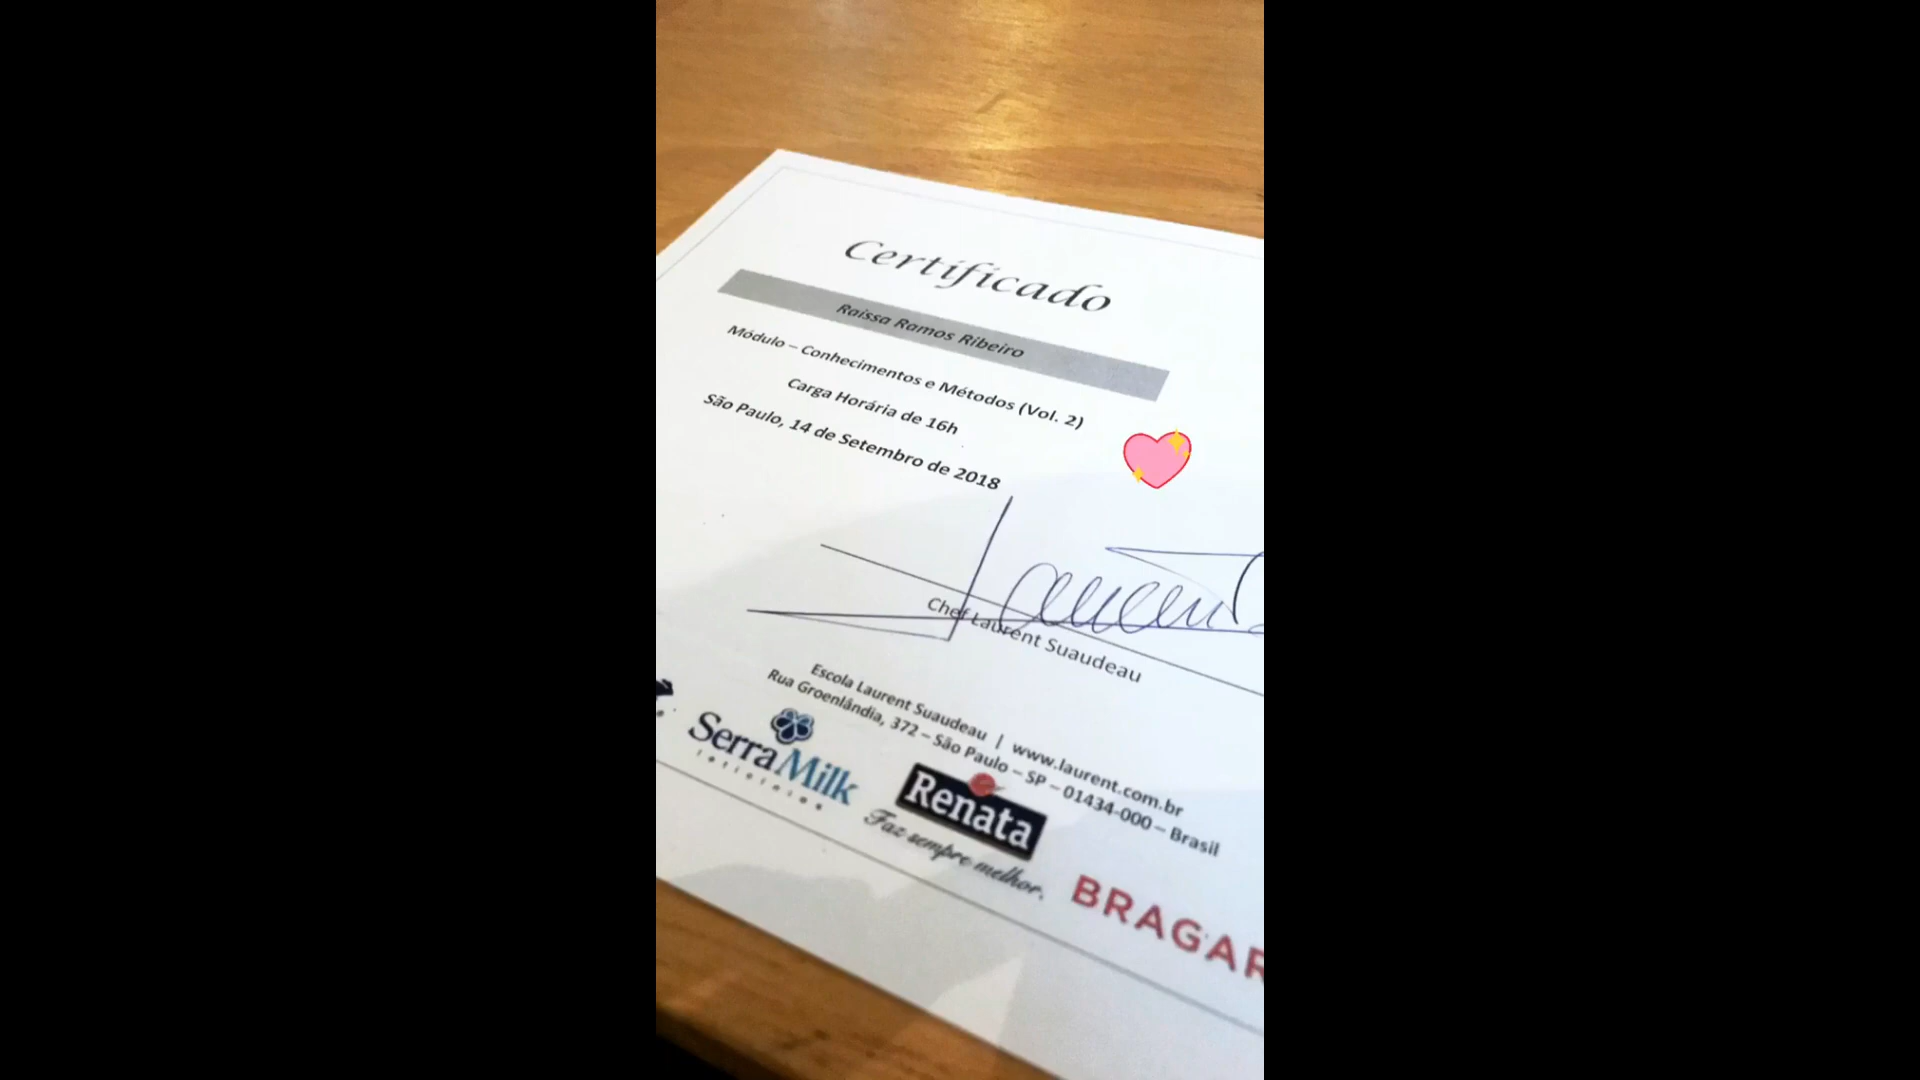 Certificado
Raissa Ramos Ribeiro
Módulo – Conhecimentos e Métodos (Vol. 2)
Carga Horária de 16h
São Paulo, 14 de Setembro de 2018
Chef Laurent Suaudeau
Escola Laurent Suaudeau | www.laurent.com.br
Rua Groenlândia, 372 – São Paulo – SP – 01434-000 – Brasil
SerraMilk
laticínios
Renata
Faz sempre melhor.
BRAGAR